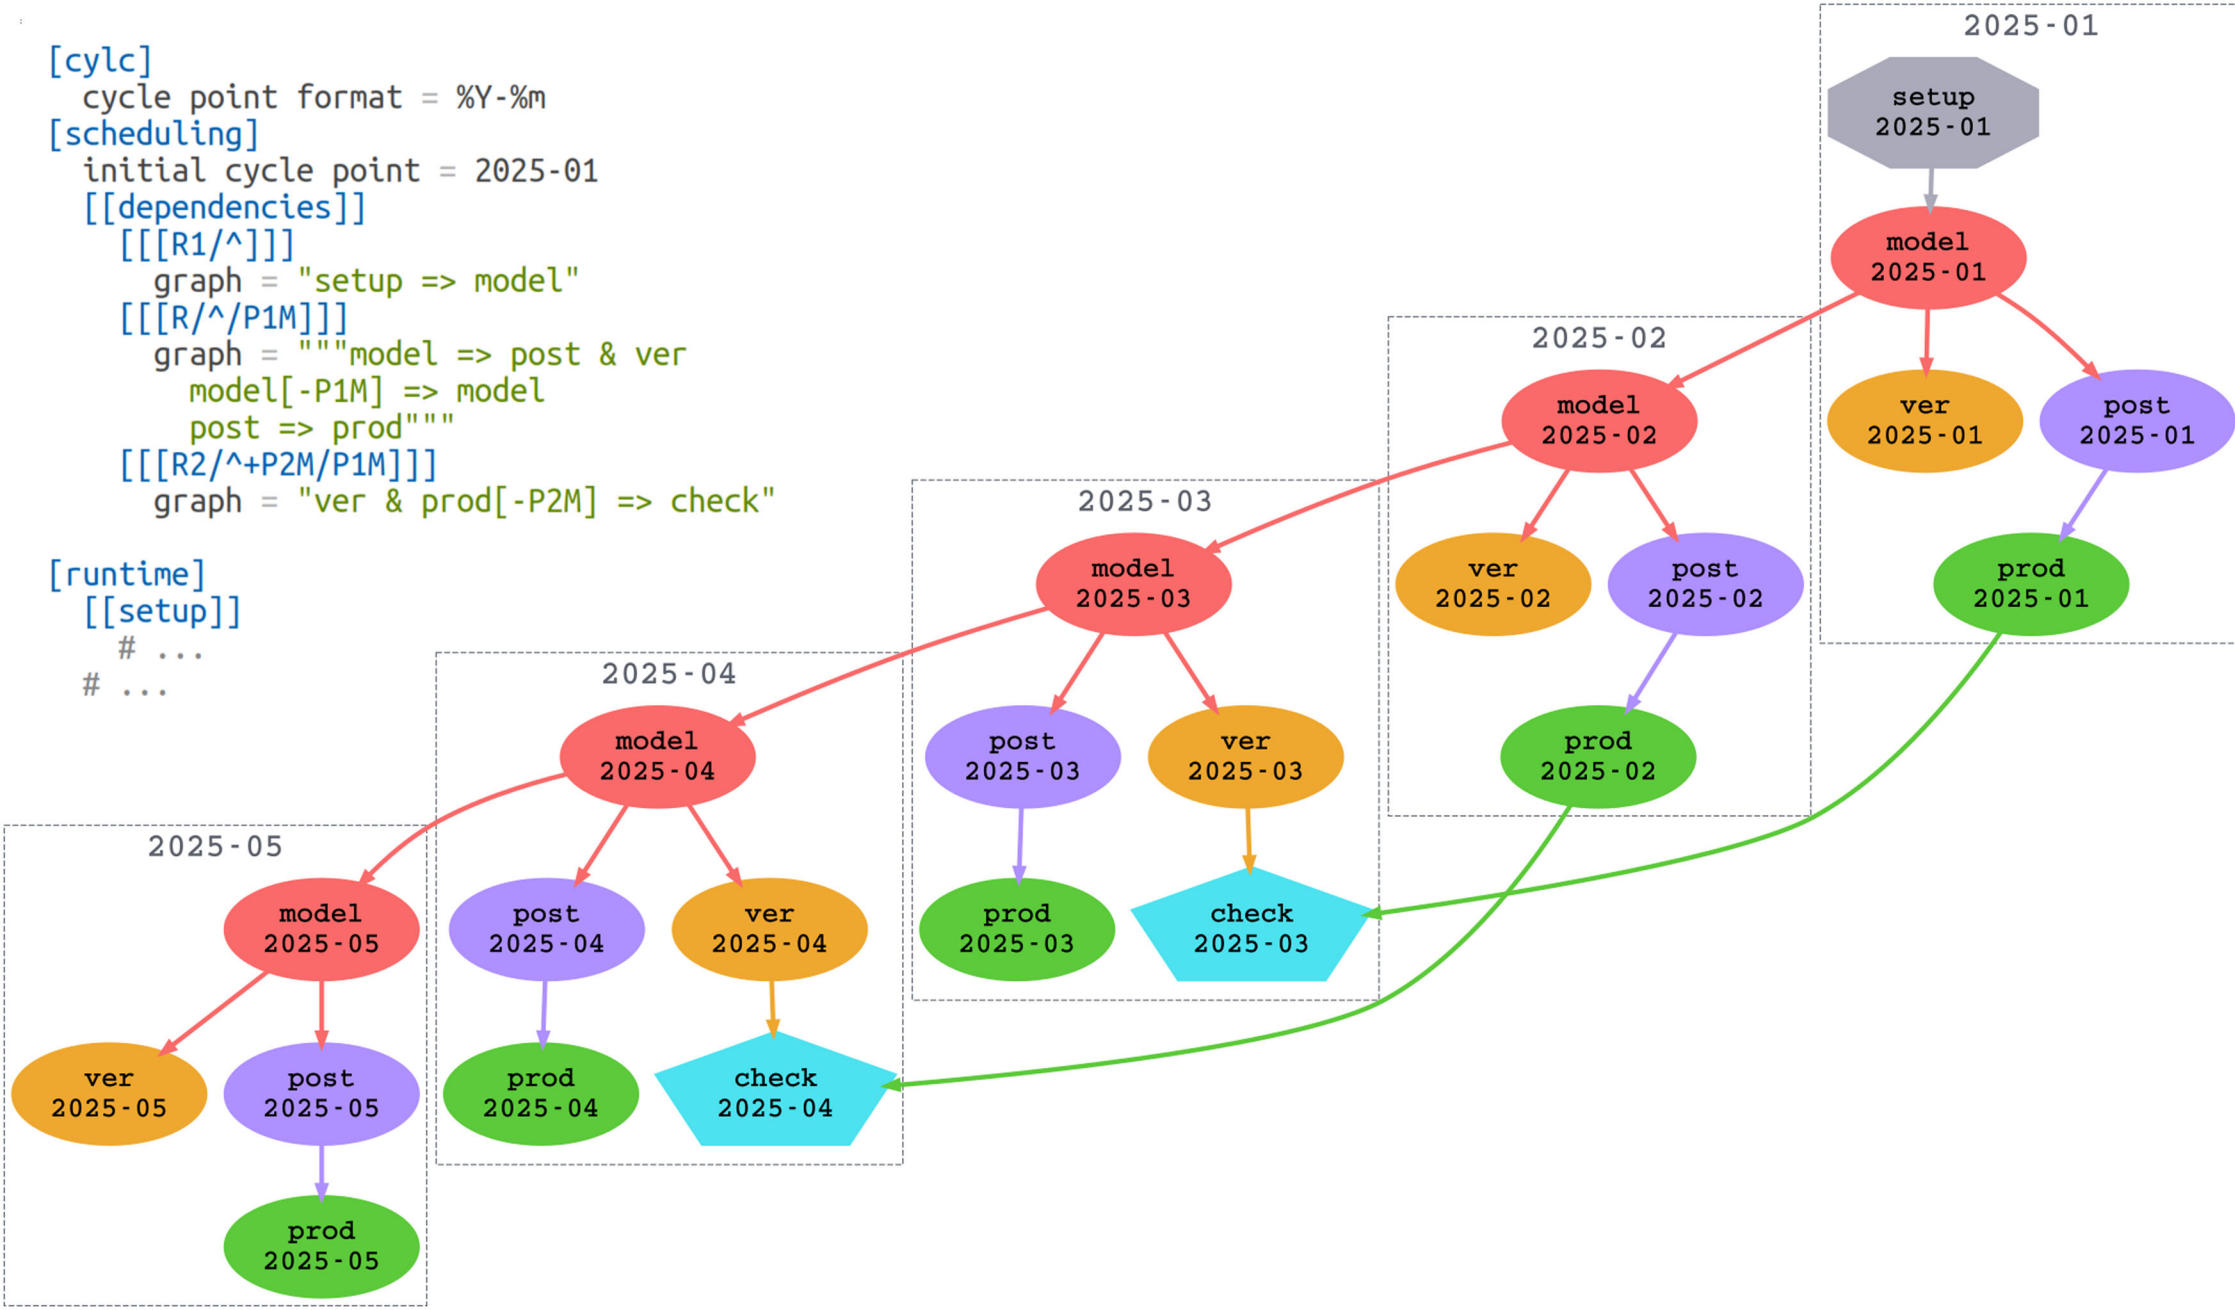 [cylc]
cycle point format = %Y-%m
[scheduling]
initial cycle point = 2025-01
[[dependencies]]
[[[R1/^]]]
graph = "setup => model"
[[[R/^/P1M]]]
graph = """model => post & ver
model[-P1M] => model
post => prod"""
[[[R2/^+P2M/P1M]]]
graph = "ver & prod[-P2M] => check"
[runtime]
[[setup]]
# ...
# ...
2025-01
setup
2025-01
model
2025-01
ver
2025-01
post
2025-01
prod
2025-01
2025-02
model
2025-02
ver
2025-02
post
2025-02
prod
2025-02
2025-03
model
2025-03
post
2025-03
ver
2025-03
prod
2025-03
check
2025-03
2025-04
model
2025-04
post
2025-04
ver
2025-04
prod
2025-04
check
2025-04
2025-05
model
2025-05
ver
2025-05
post
2025-05
prod
2025-05